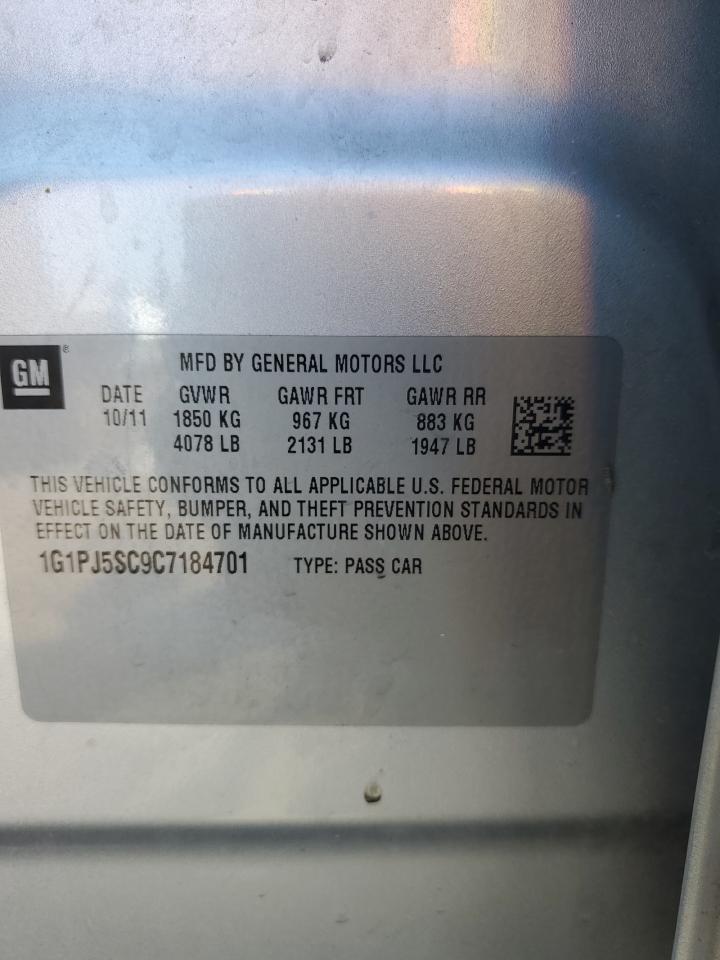 GM®
MFD BY GENERAL MOTORS LLC
DATE GVWR GAWR FRT GAWR RR
10/11 1850 KG 967 KG 883 KG
4078 LB 2131 LB 1947 LB
THIS VEHICLE CONFORMS TO ALL APPLICABLE U.S. FEDERAL MOTOR
VEHICLE SAFETY, BUMPER, AND THEFT PREVENTION STANDARDS IN
EFFECT ON THE DATE OF MANUFACTURE SHOWN ABOVE.
1G1PJ5SC9C7184701 TYPE: PASS CAR